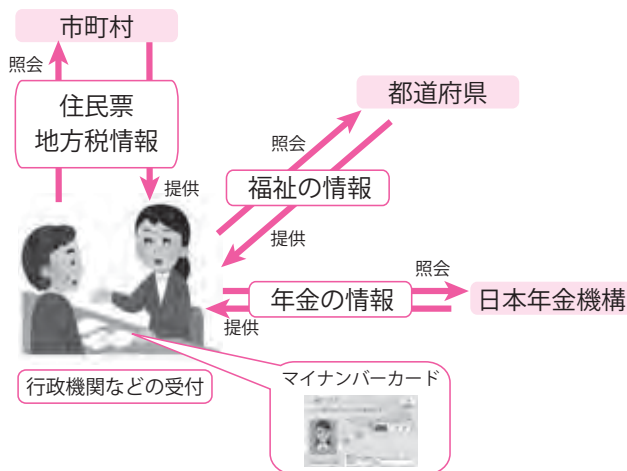 市町村
照会
住民票
地方税情報
提供
都道府県
照会
福祉の情報
提供
照会
年金の情報
日本年金機構
提供
行政機関などの受付
マイナンバーカード